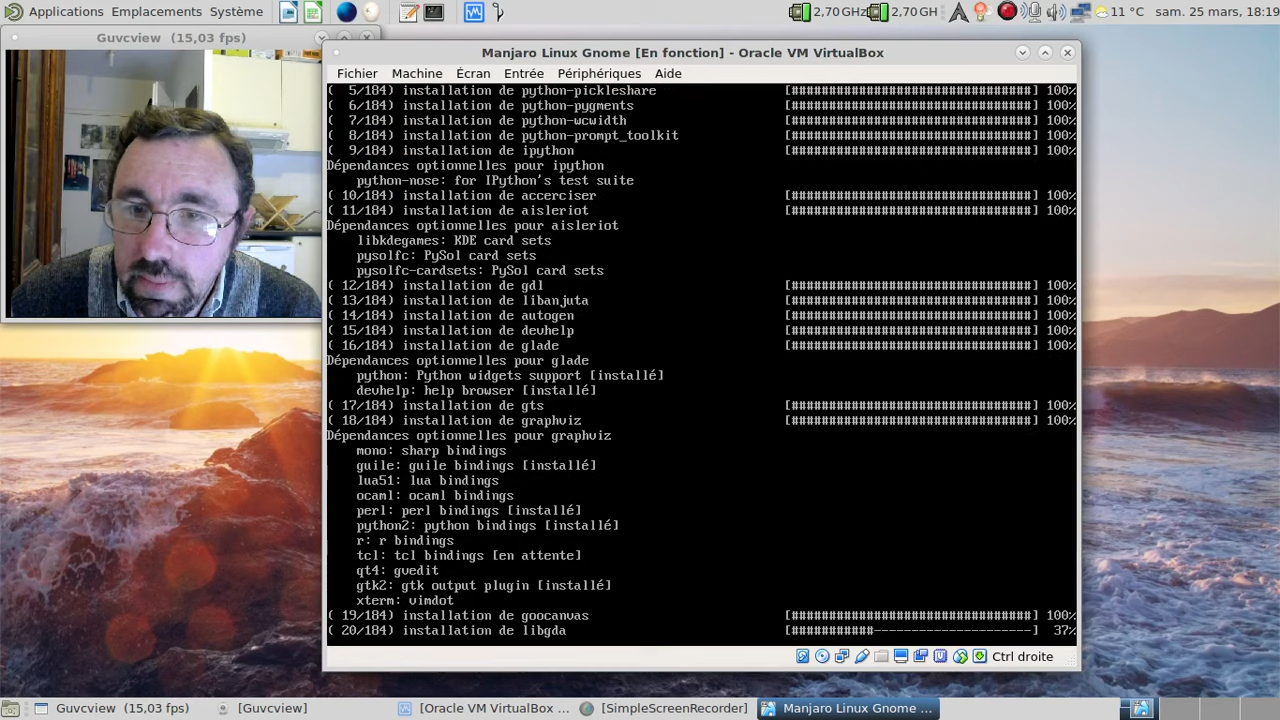 Applications Emplacements Système
2,70 GHz 2,70 GH
11 °C sam. 25 mars, 18:19
Guvcview (15,03 fps)
Manjaro Linux Gnome [En fonction] - Oracle VM VirtualBox
Fichier Machine Écran Entrée Périphériques Aide
( 5/184) installation de python-pickleshare [################################] 100%
( 6/184) installation de python-pygments [################################] 100%
( 7/184) installation de python-wcwidth [################################] 100%
( 8/184) installation de python-prompt_toolkit [################################] 100%
( 9/184) installation de ipython [################################] 100%
Dépendances optionnelles pour ipython
python-nose: for IPython's test suite
( 10/184) installation de accerciser [################################] 100%
( 11/184) installation de aisleriot [################################] 100%
Dépendances optionnelles pour aisleriot
libkdegames: KDE card sets
pysolfc: PySol card sets
pysolfc-cardsets: PySol card sets
( 12/184) installation de gdl [################################] 100%
( 13/184) installation de libanjuta [################################] 100%
( 14/184) installation de autogen [################################] 100%
( 15/184) installation de devhelp [################################] 100%
( 16/184) installation de glade [################################] 100%
Dépendances optionnelles pour glade
python: Python widgets support [installé]
devhelp: help browser [installé]
( 17/184) installation de gts [################################] 100%
( 18/184) installation de graphviz [################################] 100%
Dépendances optionnelles pour graphviz
mono: sharp bindings
guile: guile bindings [installé]
lua51: lua bindings
ocaml: ocaml bindings
perl: perl bindings [installé]
python2: python bindings [installé]
r: r bindings
tcl: tcl bindings [en attente]
qt4: gvedit
gtk2: gtk output plugin [installé]
xterm: vimdot
( 19/184) installation de goocanvas [################################] 100%
( 20/184) installation de libgda [###########---------------------] 37%
Ctrl droite
Guvcview (15,03 fps) [Guvcview] [Oracle VM VirtualBox ... [SimpleScreenRecorder] Manjaro Linux Gnome ...